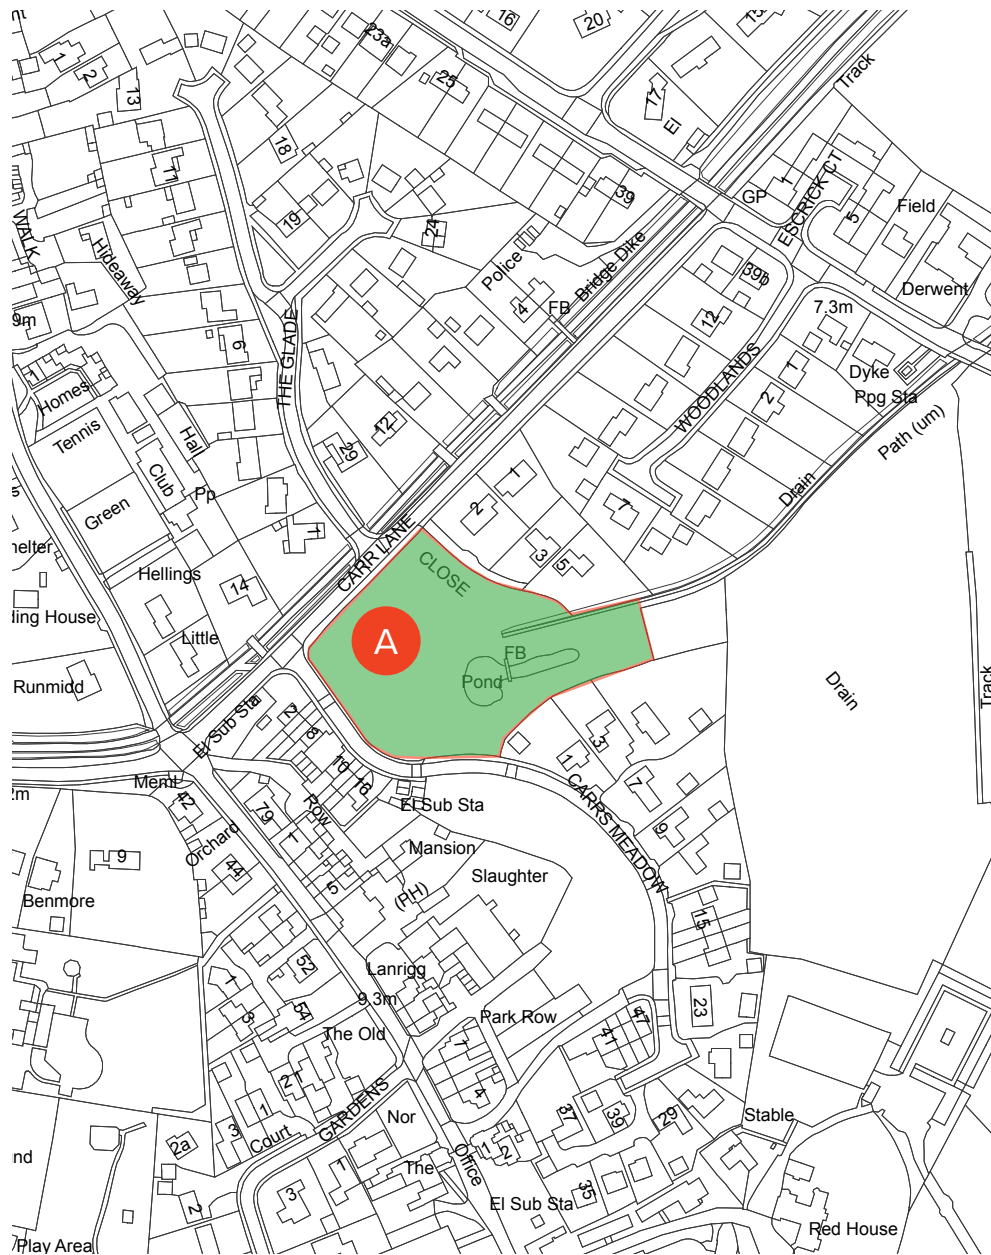 16
20
15
23a
1
2
13
25
Track
17
El
18
11
39
GP
1
ESCRICK CT
5
Field
19
24
WALK
Hideaway
Police
Bridge Dike
39b
Derwent
4
FB
7.3m
9m
12
6
THE GLADE
WOODLANDS
1
Dyke
1
Homes
2
Ppg Sta
Tennis
12
Path (um)
Hall
29
Club
1
Drain
Pp
2
7
Green
1
CARR LANE
3
5
helter
CLOSE
Hellings
14
ding House
Little
A
FB
Pond
Runmidd
Drain
Track
El Sub Sta
2
8
3
1
10
Meml
16
7
2m
42
El Sub Sta
CARRS MEADOW
79
Row
9
Orchard
1
Mansion
9
44
5
Slaughter
Benmore
(PH)
15
Lanrigg
52
1
9.3m
54
23
3
The Old
Park Row
47
41
1
21
4
1
GARDENS
37
39
29
Stable
Nor
3
Court
2a
nd
1
The
Office
1
2
3
35
2
El Sub Sta
Red House
Play Area